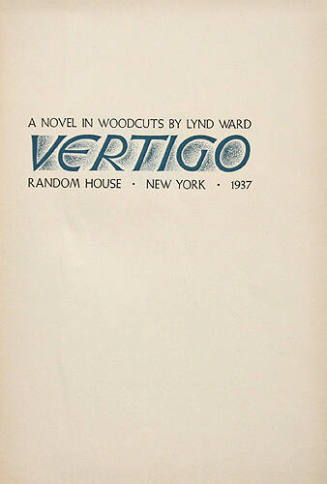 A NOVEL IN WOODCUTS BY LYND WARD
VERTIGO
RANDOM HOUSE · NEW YORK · 1937